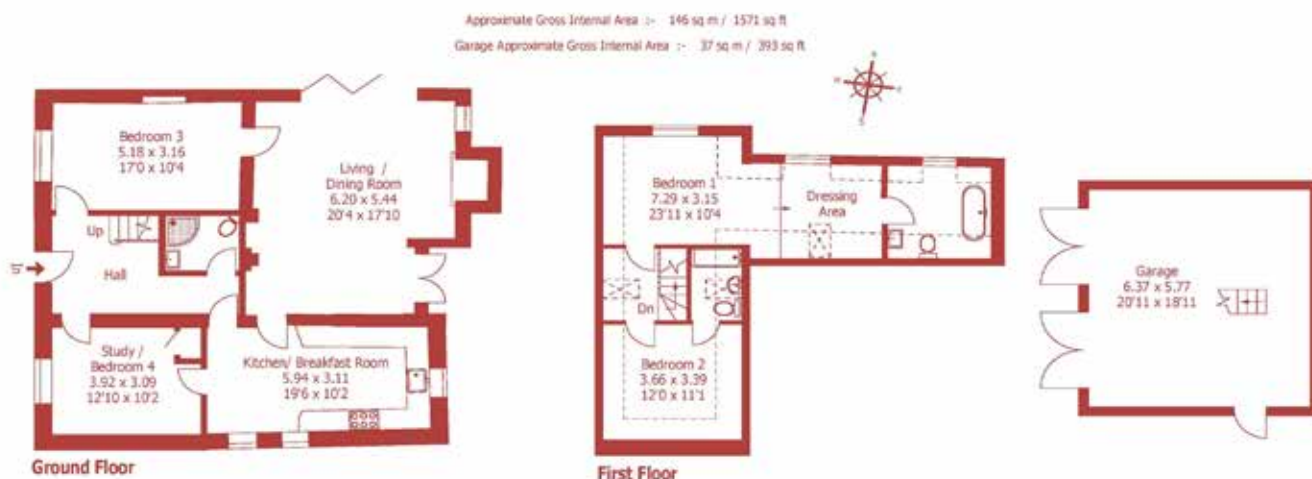 Approximate Gross Internal Area :- 146 sq m / 1571 sq ft
Garage Approximate Gross Internal Area :- 37 sq m / 393 sq ft
Bedroom 3
5.18 x 3.16
17'0 x 10'4
Living /
Dining Room
6.20 x 5.44
20'4 x 17'10
Up
IN
Hall
Study /
Bedroom 4
3.92 x 3.09
12'10 x 10'2
Kitchen/ Breakfast Room
5.94 x 3.11
19'6 x 10'2
Ground Floor
Bedroom 1
7.29 x 3.15
23'11 x 10'4
Dressing
Area
Dn
Bedroom 2
3.66 x 3.39
12'0 x 11'1
First Floor
Garage
6.37 x 5.77
20'11 x 18'11